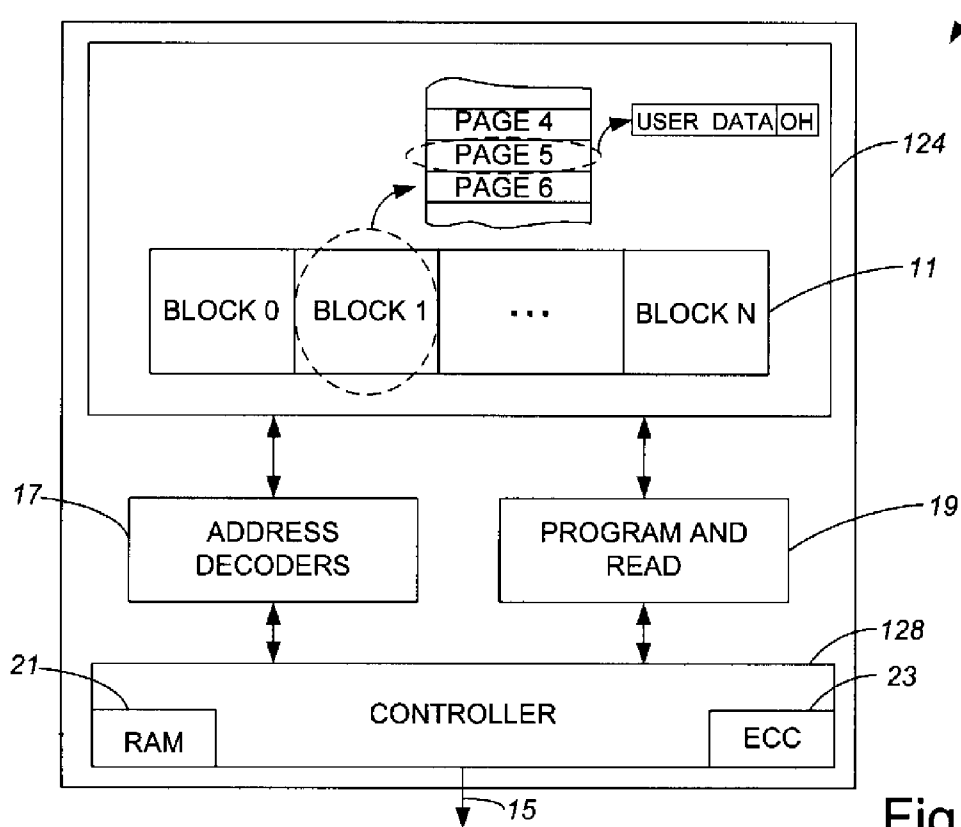 PAGE 4
USER DATA OH
PAGE 5
124
PAGE 6
11
BLOCK 0
BLOCK 1
...
BLOCK N
17
ADDRESS
DECODERS
PROGRAM AND
READ
19
128
21
23
CONTROLLER
RAM
ECC
15
Fig